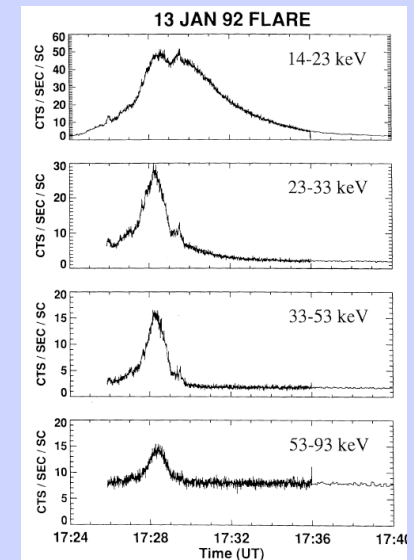 13 JAN 92 FLARE
CTS / SEC / SC
60
50
40
30
20
10
0
14-23 keV
CTS / SEC / SC
30
20
10
0
23-33 keV
CTS / SEC / SC
20
15
10
5
0
33-53 keV
CTS / SEC / SC
20
15
10
5
0
53-93 keV
17:24 17:28 17:32 17:36 17:40
Time (UT)